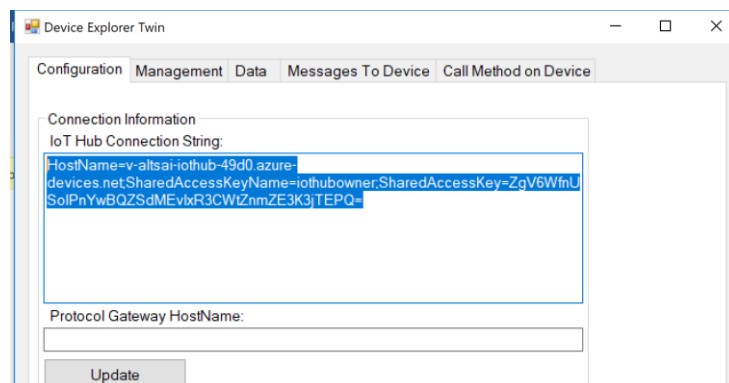 Device Explorer Twin
Configuration Management Data Messages To Device Call Method on Device
Connection Information
IoT Hub Connection String:
HostName=v-altsai-iothub-49d0.azure-
devices.net;SharedAccessKeyName=iothubowner;SharedAccessKey=ZgV6WfnU
SolPnYwBQZSdMEvlxR3CWtZnmZE3K3jTEPQ=
Protocol Gateway HostName:
Update